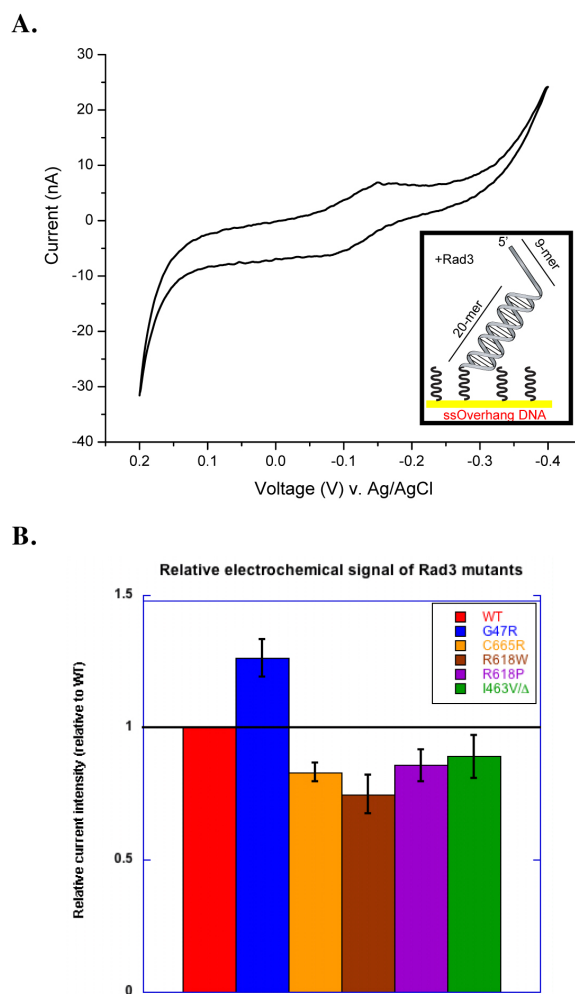 A.
30
20
10
0
-10
-20
-30
-40
Current (nA)
0.2 0.1 0.0 -0.1 -0.2 -0.3 -0.4
Voltage (V) v. Ag/AgCl
+Rad3
5'
9-mer
20-mer
ssOverhang DNA
B.
Relative electrochemical signal of Rad3 mutants
1.5
1
0.5
0
Relative current intensity (relative to WT)
WT
G47R
C665R
R618W
R618P
I463V/Δ